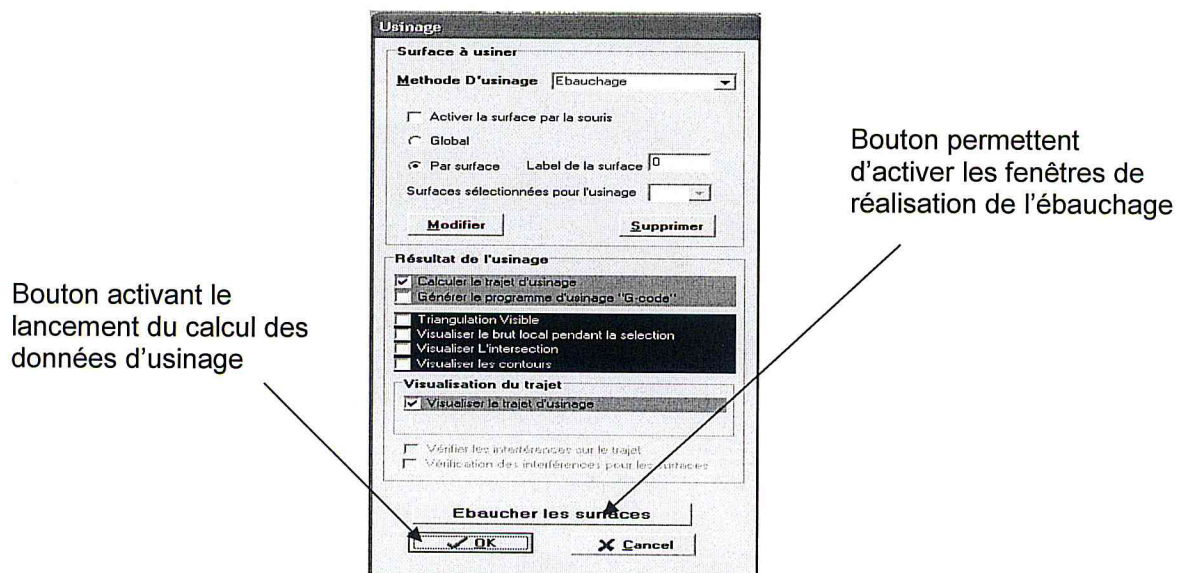 Usinage
Surface à usiner
Methode D'usinage Ebauchage
Activer la surface par la souris
Global
Par surface Label de la surface 0
Surfaces sélectionnées pour l'usinage
Modifier Supprimer
Résultat de l'usinage
Calculer le trajet d'usinage
Générer le programme d'usinage "G-code"
Triangulation Visible
Visualiser le brut local pendant la selection
Visualiser L'intersection
Visualiser les contours
Visualisation du trajet
Visualiser le trajet d'usinage
Vérifier les interférences sur le trajet
Vérification des interférences pour les surfaces
Ebaucher les surfaces
OK Cancel
Bouton activant le
lancement du calcul des
données d'usinage
Bouton permettent
d'activer les fenêtres de
réalisation de l'ébauchage